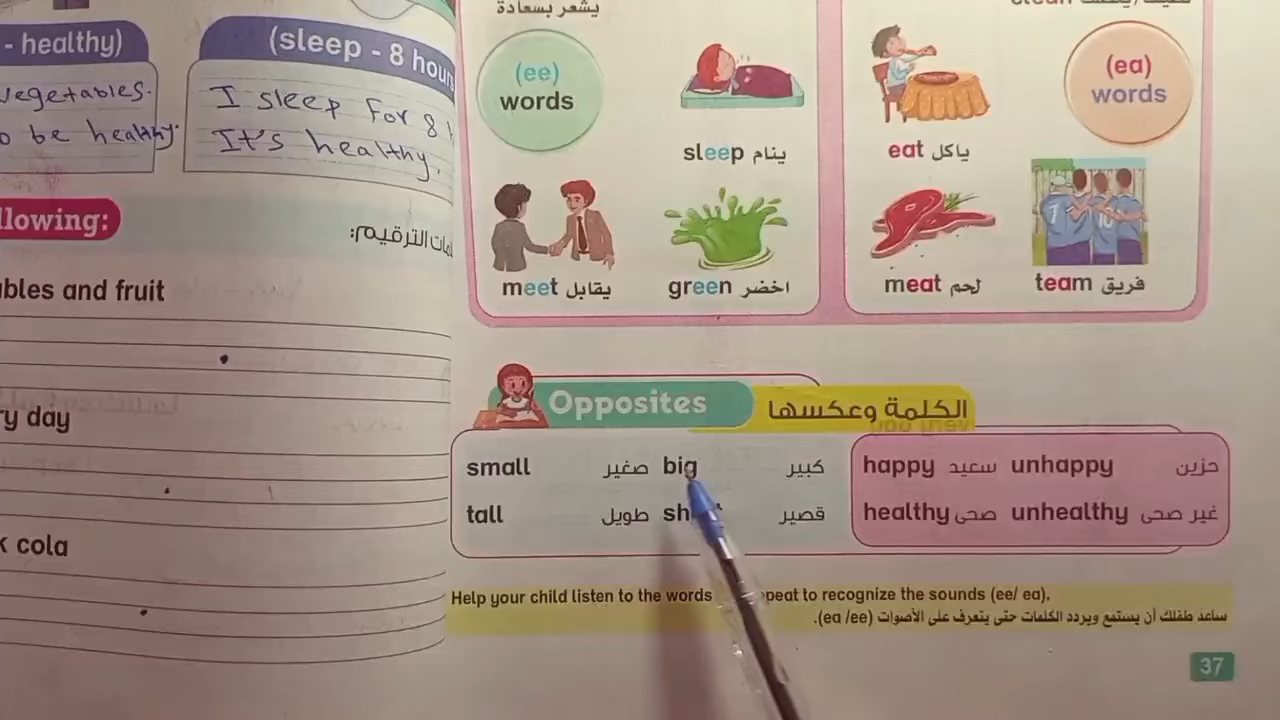 - healthy)
vegetables.
to be healthy.
(sleep - 8 hours
I sleep For 8
It's healthy.
llowing:
ات الترقيم:
ables and fruit
ry day
k cola
يشعر بسعادة
(ee)
words
sleep ينام
meet يقابل
green اخضر
clean
(ea)
words
eat ياكل
meat لحم
team فريق
Opposites
الكلمة وعكسها
small صغير big كبير
tall طويل قصير
happy سعيد unhappy حزين
healthy صحى unhealthy غير صحى
Help your child listen to the words peat to recognize the sounds (ee/ ea).
ساعد طفلك أن يستمع ويردد الكلمات حتى يتعرف على الأصوات (ea /ee).
37